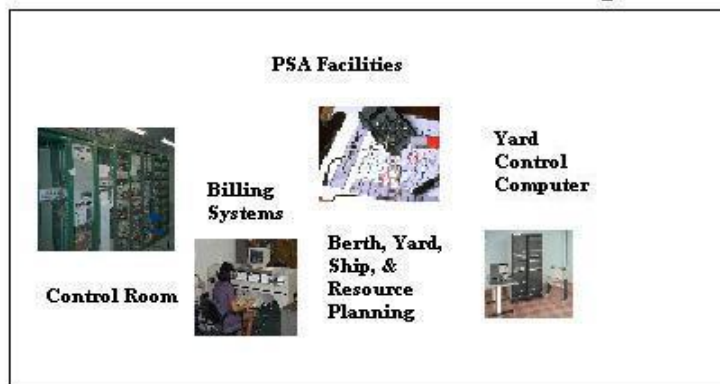 PSA Facilities
Yard
Control
Computer
Billing
Systems
Berth, Yard,
Ship, &
Resource
Planning
Control Room